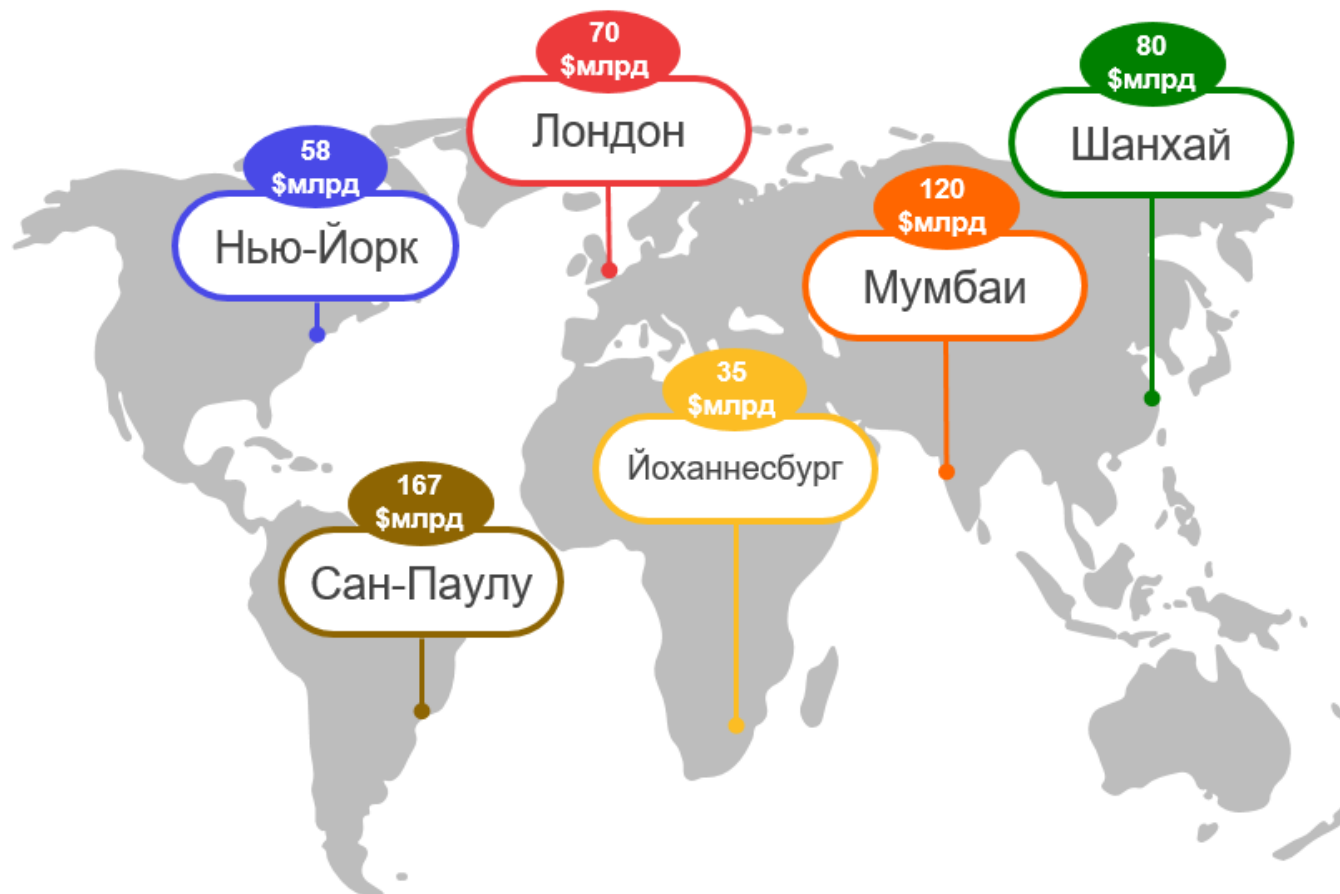 70
$млрд
Лондон
80
$млрд
Шанхай
58
$млрд
Нью-Йорк
120
$млрд
Мумбаи
35
$млрд
Йоханнесбург
167
$млрд
Сан-Паулу